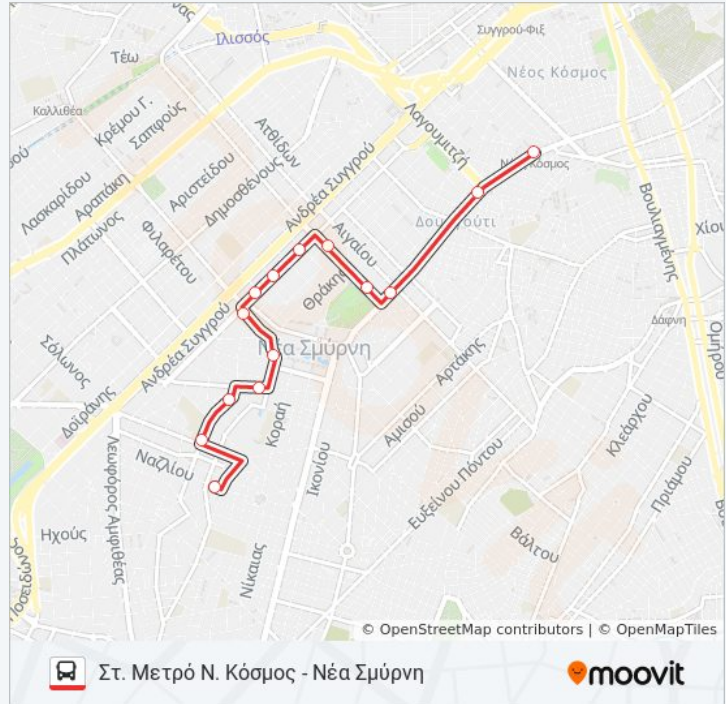 Συγγρού-Φιξ
Ιλισσός
Τέω
Νέος Κόσμος
Καλλιθέα
Κρέμου Γ.
Σαπφούς
Ατθίδων
Λαγουμιτζή
Αριστείδου
Δημοσθένους
Λασκαρίδου
Αραπάκη
Πλάτωνος
Φιλαρέτου
Ανδρέα Συγγρού
Αιγαίου
Βουλιαγμένης
Χίου
Θράκης
Δάφνη
Ομήρου
Νέα Σμύρνη
Ανδρέα Συγγρού
Σόλωνος
Δοϊράνης
Αρτάκης
Κοραή
Αμισού
Κλεάρχου
Ναζλίου
Λεωφόρος Αμφιθέας
Ικονίου
Ευξείνου Πόντου
Πριάμου
Ηχούς
Βάλτου
Νίκαιας
Ποσειδώνος
© OpenStreetMap contributors | © OpenMapTiles
Στ. Μετρό Ν. Κόσμος - Νέα Σμύρνη
moovit